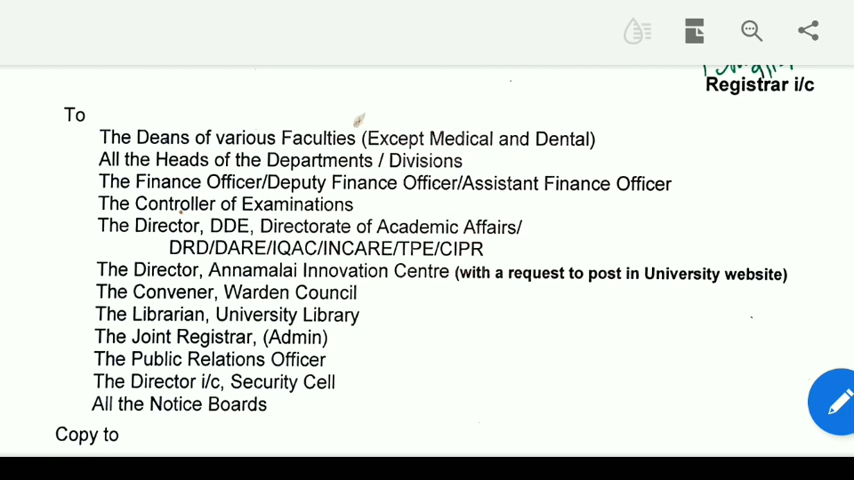 Registrar i/c
To
The Deans of various Faculties (Except Medical and Dental)
All the Heads of the Departments / Divisions
The Finance Officer/Deputy Finance Officer/Assistant Finance Officer
The Controller of Examinations
The Director, DDE, Directorate of Academic Affairs/
DRD/DARE/IQAC/INCARE/TPE/CIPR
The Director, Annamalai Innovation Centre (with a request to post in University website)
The Convener, Warden Council
The Librarian, University Library
The Joint Registrar, (Admin)
The Public Relations Officer
The Director i/c, Security Cell
All the Notice Boards
Copy to